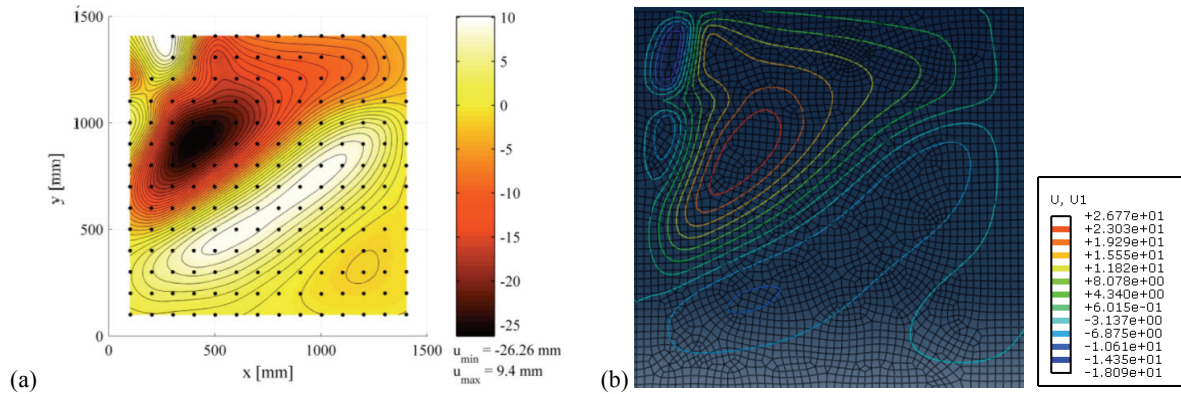 1500
1000
500
0
y [mm]
0
500
1000
1500
x [mm]
10
5
0
-5
-10
-15
-20
-25
u_min = -26.26 mm
u_max = 9.4 mm
(a)
(b)
U, U1
+2.677e+01
+2.303e+01
+1.929e+01
+1.555e+01
+1.182e+01
+8.078e+00
+4.340e+00
+6.015e-01
-3.137e+00
-6.875e+00
-1.061e+01
-1.435e+01
-1.809e+01